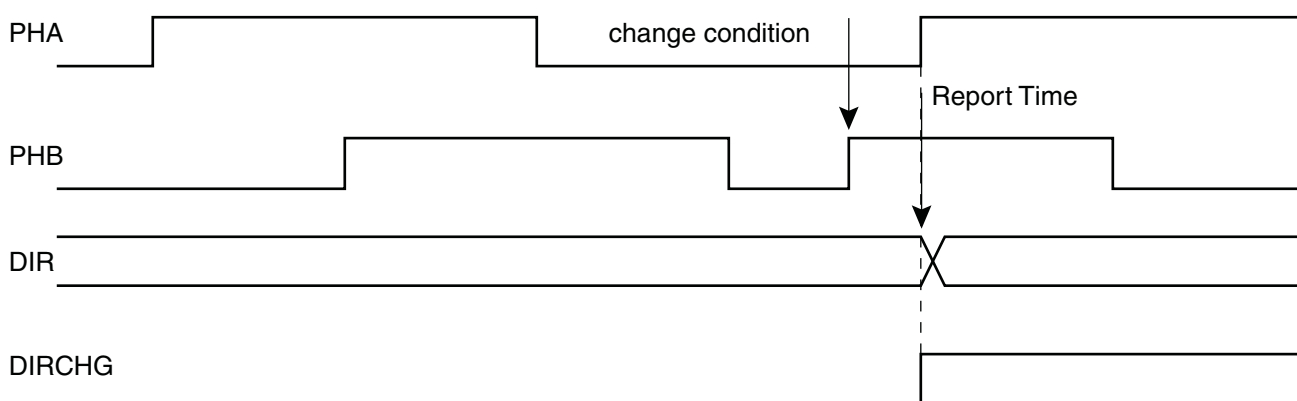 PHA
change condition
Report Time
PHB
DIR
DIRCHG